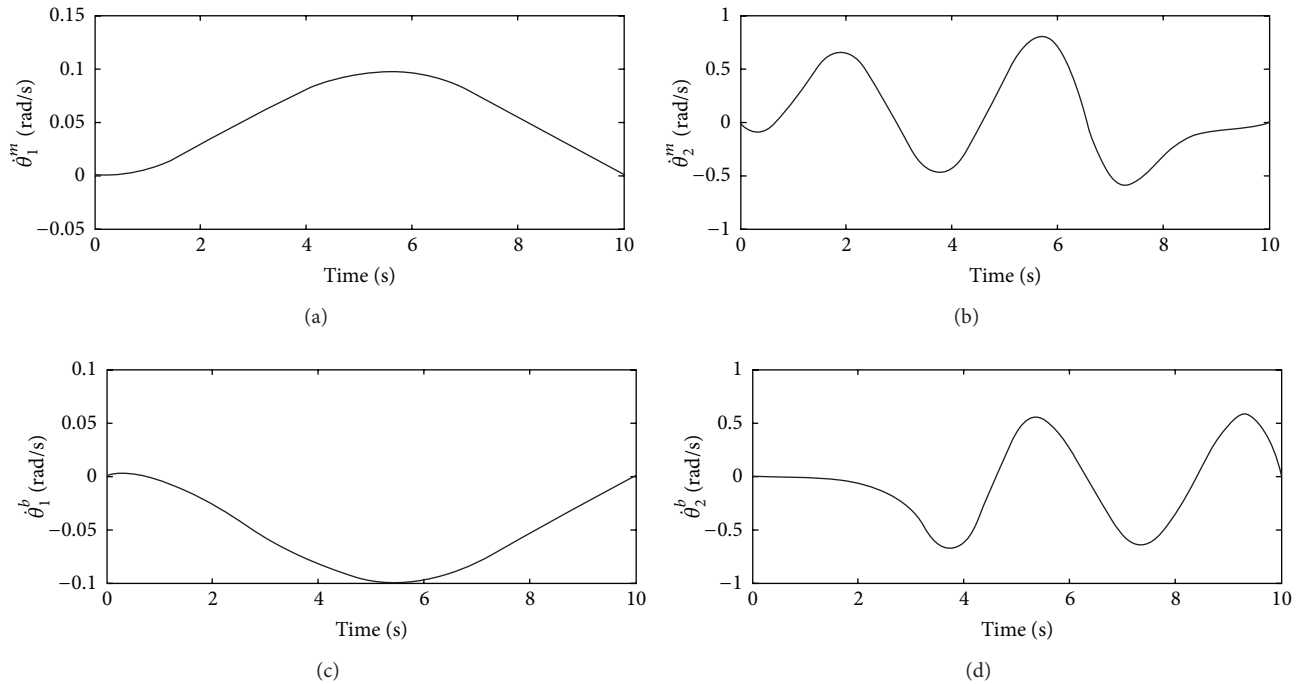 0.15
0.1
0.05
0
−0.05
θ̇₁ᵐ (rad/s)
0 2 4 6 8 10
Time (s)
(a)
1
0.5
0
−0.5
−1
θ̇₂ᵐ (rad/s)
0 2 4 6 8 10
Time (s)
(b)
0.1
0.05
0
−0.05
−0.1
θ̇₁ᵇ (rad/s)
0 2 4 6 8 10
Time (s)
(c)
1
0.5
0
−0.5
−1
θ̇₂ᵇ (rad/s)
0 2 4 6 8 10
Time (s)
(d)